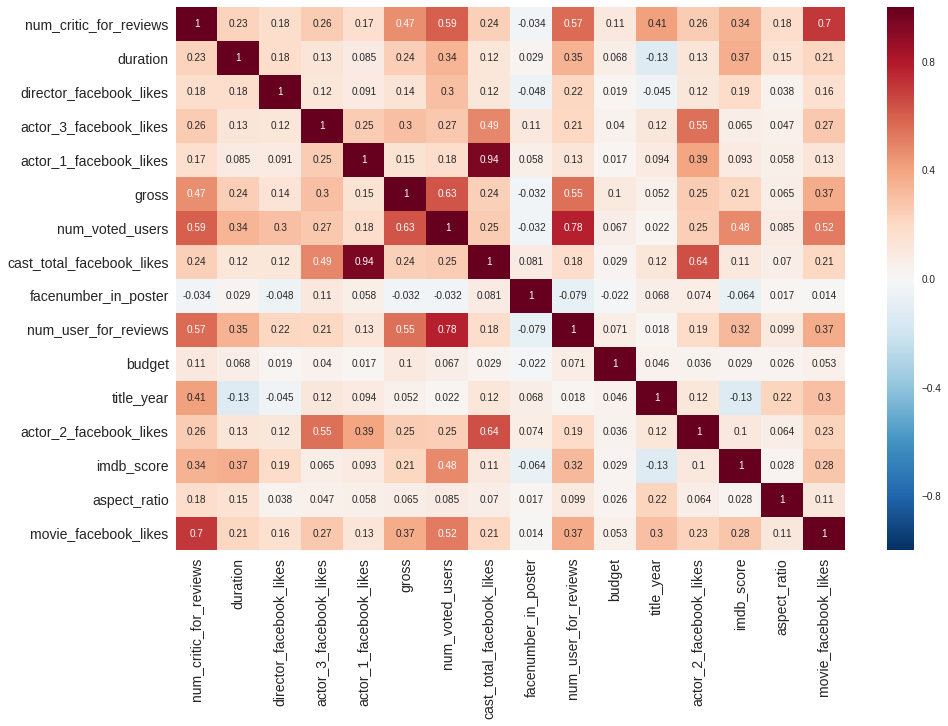 num_critic_for_reviews 1 0.23 0.18 0.26 0.17 0.47 0.59 0.24 -0.034 0.57 0.11 0.41 0.26 0.34 0.18 0.7
duration 0.23 1 0.18 0.13 0.085 0.24 0.34 0.12 0.029 0.35 0.068 -0.13 0.13 0.37 0.15 0.21
director_facebook_likes 0.18 0.18 1 0.12 0.091 0.14 0.3 0.12 -0.048 0.22 0.019 -0.045 0.12 0.19 0.038 0.16
actor_3_facebook_likes 0.26 0.13 0.12 1 0.25 0.3 0.27 0.49 0.11 0.21 0.04 0.12 0.55 0.065 0.047 0.27
actor_1_facebook_likes 0.17 0.085 0.091 0.25 1 0.15 0.18 0.94 0.058 0.13 0.017 0.094 0.39 0.093 0.058 0.13
gross 0.47 0.24 0.14 0.3 0.15 1 0.63 0.24 -0.032 0.55 0.1 0.052 0.25 0.21 0.065 0.37
num_voted_users 0.59 0.34 0.3 0.27 0.18 0.63 1 0.25 -0.032 0.78 0.067 0.022 0.25 0.48 0.085 0.52
cast_total_facebook_likes 0.24 0.12 0.12 0.49 0.94 0.24 0.25 1 0.081 0.18 0.029 0.12 0.64 0.11 0.07 0.21
facenumber_in_poster -0.034 0.029 -0.048 0.11 0.058 -0.032 -0.032 0.081 1 -0.079 -0.022 0.068 0.074 -0.064 0.017 0.014
num_user_for_reviews 0.57 0.35 0.22 0.21 0.13 0.55 0.78 0.18 -0.079 1 0.071 0.018 0.19 0.32 0.099 0.37
budget 0.11 0.068 0.019 0.04 0.017 0.1 0.067 0.029 -0.022 0.071 1 0.046 0.036 0.029 0.026 0.053
title_year 0.41 -0.13 -0.045 0.12 0.094 0.052 0.022 0.12 0.068 0.018 0.046 1 0.12 -0.13 0.22 0.3
actor_2_facebook_likes 0.26 0.13 0.12 0.55 0.39 0.25 0.25 0.64 0.074 0.19 0.036 0.12 1 0.1 0.064 0.23
imdb_score 0.34 0.37 0.19 0.065 0.093 0.21 0.48 0.11 -0.064 0.32 0.029 -0.13 0.1 1 0.028 0.28
aspect_ratio 0.18 0.15 0.038 0.047 0.058 0.065 0.085 0.07 0.017 0.099 0.026 0.22 0.064 0.028 1 0.11
movie_facebook_likes 0.7 0.21 0.16 0.27 0.13 0.37 0.52 0.21 0.014 0.37 0.053 0.3 0.23 0.28 0.11 1
num_critic_for_reviews
duration
director_facebook_likes
actor_3_facebook_likes
actor_1_facebook_likes
gross
num_voted_users
cast_total_facebook_likes
facenumber_in_poster
num_user_for_reviews
budget
title_year
actor_2_facebook_likes
imdb_score
aspect_ratio
movie_facebook_likes
0.8
0.4
0.0
−0.4
−0.8